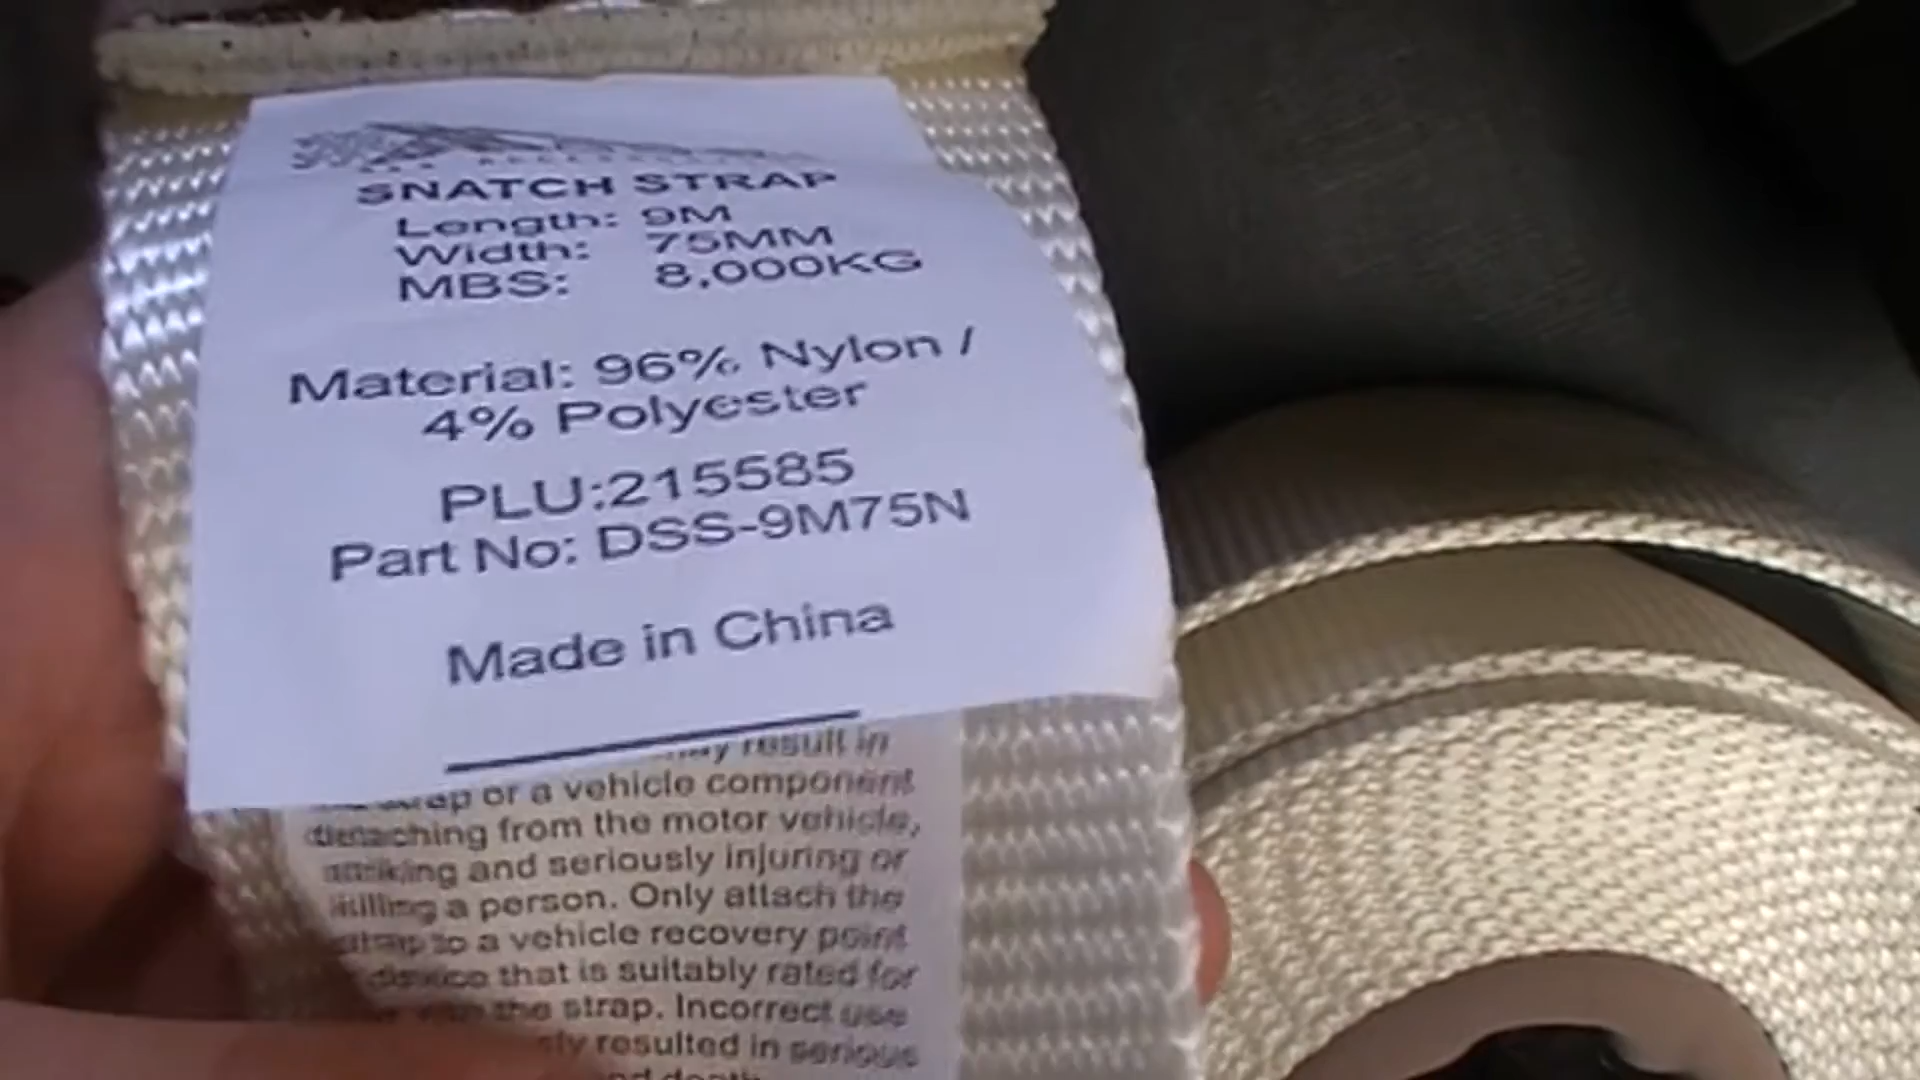 SNATCH STRAP
Length: 9M
Width: 75MM
MBS: 8,000KG
Material: 96% Nylon /
4% Polyester
PLU:215585
Part No: DSS-9M75N
Made in China
may result in
strap or a vehicle component
detaching from the motor vehicle,
striking and seriously injuring or
killing a person. Only attach the
strap to a vehicle recovery point
device that is suitably rated for
the strap. Incorrect use
resulted in serious
death